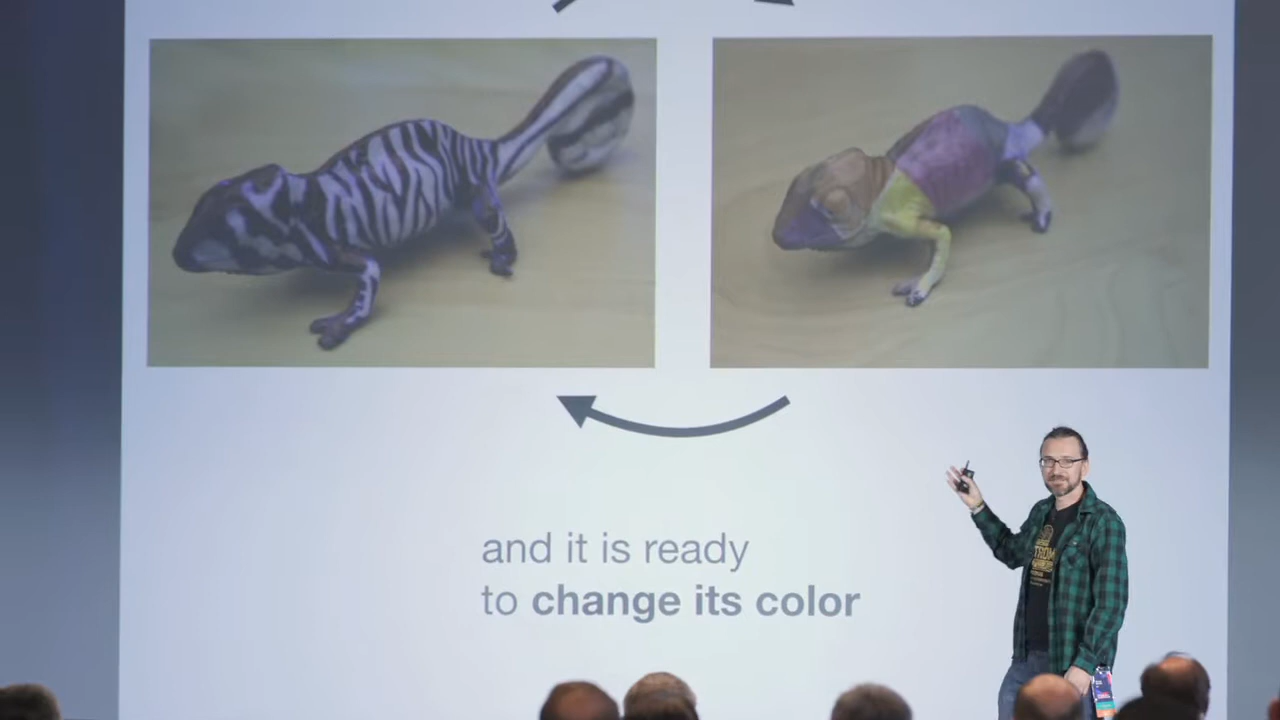 and it is ready
to change its color